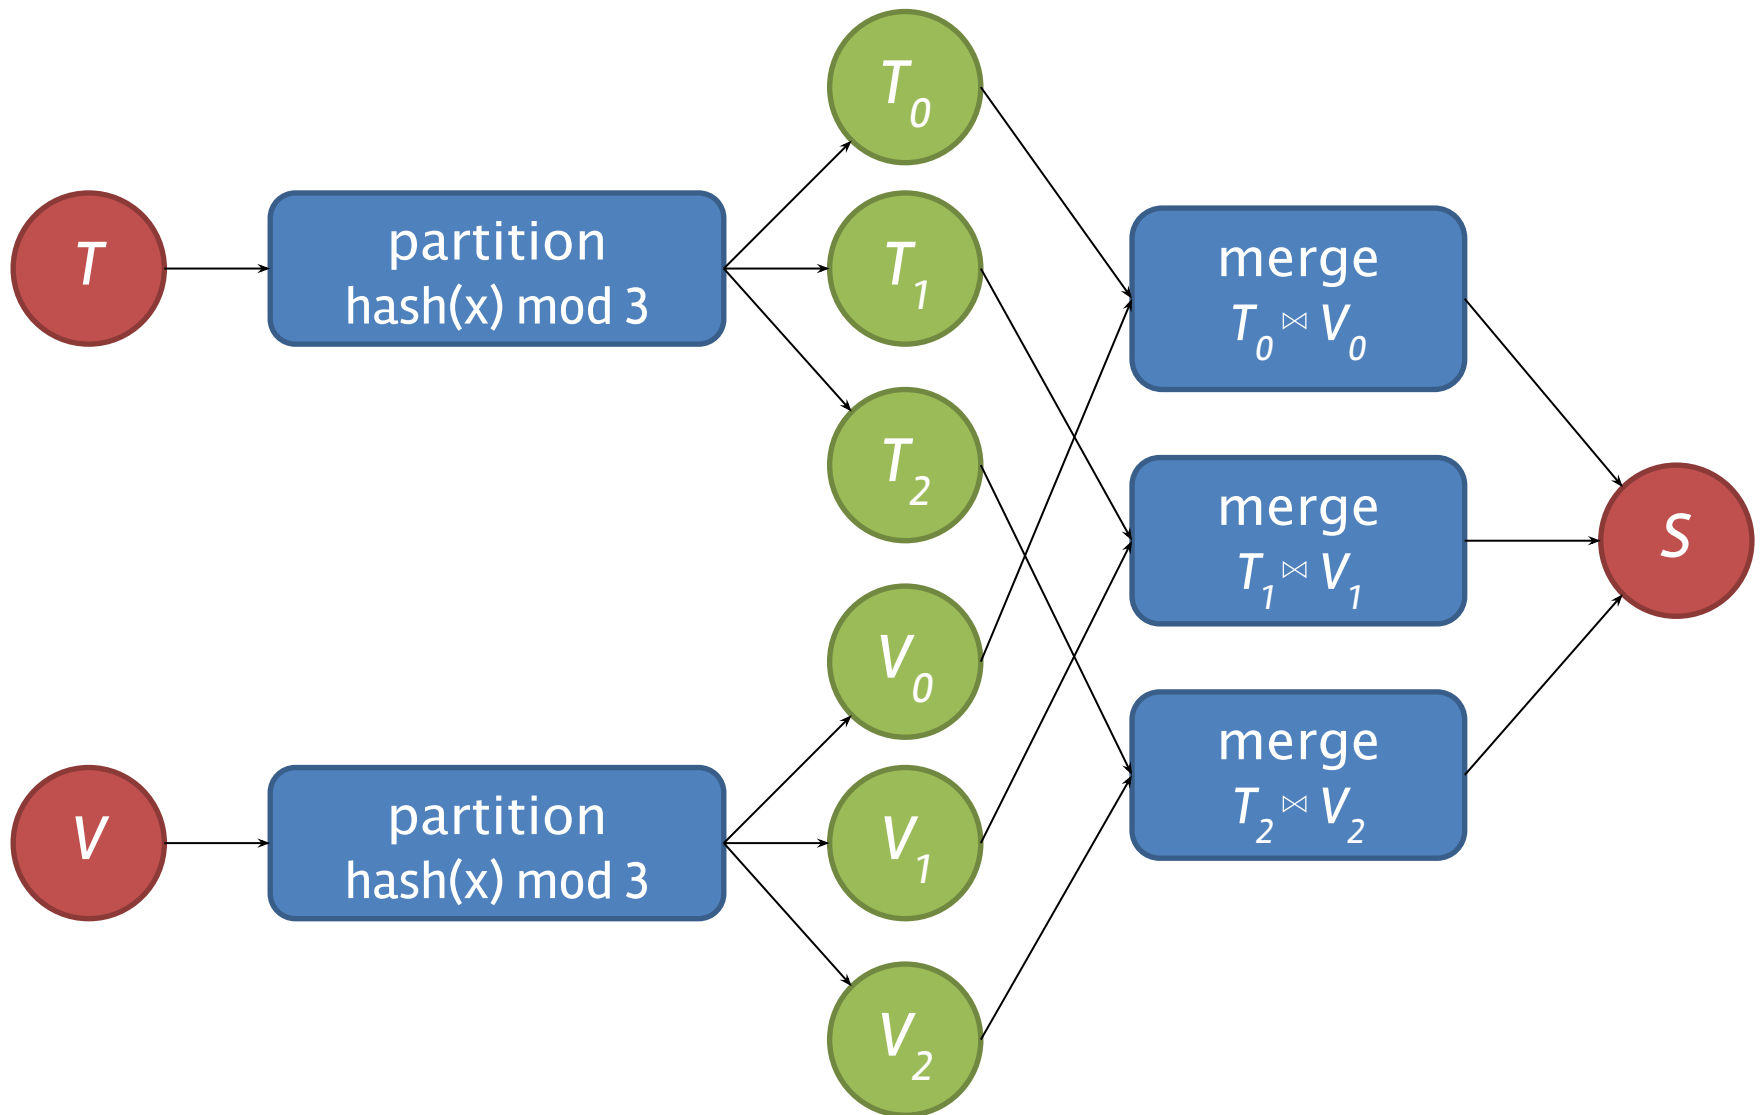 T
partition
hash(x) mod 3
T₀
T₁
T₂
V
partition
hash(x) mod 3
V₀
V₁
V₂
merge
T₀ ⋈ V₀
merge
T₁ ⋈ V₁
merge
T₂ ⋈ V₂
S